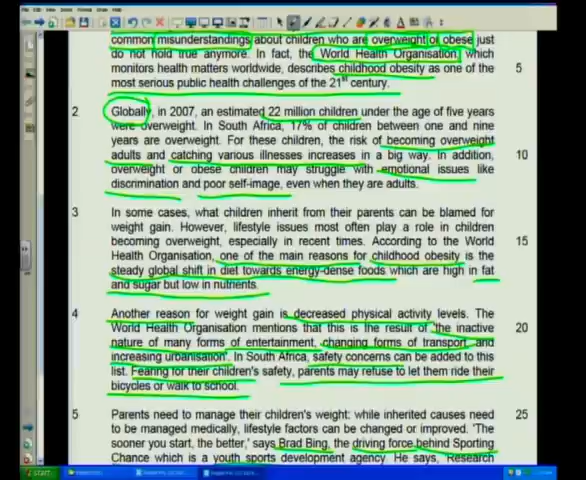 common misunderstandings about children who are overweight or obese just
do not hold true anymore. In fact, the World Health Organisation, which
monitors health matters worldwide, describes childhood obesity as one of the 5
most serious public health challenges of the 21st century.
2 Globally, in 2007, an estimated 22 million children under the age of five years
were overweight. In South Africa, 17% of children between one and nine
years are overweight. For these children, the risk of becoming overweight
adults and catching various illnesses increases in a big way. In addition, 10
overweight or obese children may struggle with emotional issues like
discrimination and poor self-image, even when they are adults.
3 In some cases, what children inherit from their parents can be blamed for
weight gain. However, lifestyle issues most often play a role in children
becoming overweight, especially in recent times. According to the World 15
Health Organisation, one of the main reasons for childhood obesity is the
steady global shift in diet towards energy-dense foods which are high in fat
and sugar but low in nutrients.
4 Another reason for weight gain is decreased physical activity levels. The
World Health Organisation mentions that this is the result of 'the inactive 20
nature of many forms of entertainment, changing forms of transport, and
increasing urbanisation'. In South Africa, safety concerns can be added to this
list. Fearing for their children's safety, parents may refuse to let them ride their
bicycles or walk to school.
5 Parents need to manage their children's weight: while inherited causes need 25
to be managed medically, lifestyle factors can be changed or improved. 'The
sooner you start, the better,' says Brad Bing, the driving force behind Sporting
Chance which is a youth sports development agency. He says, 'Research
start